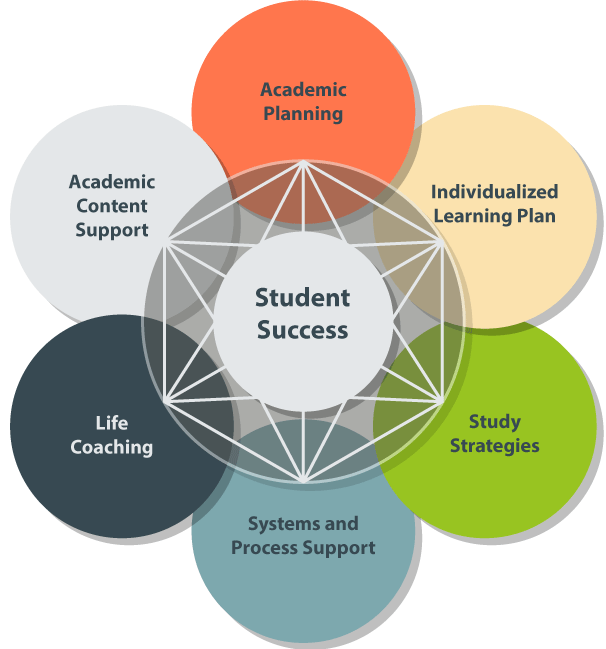 Academic
Planning
Individualized
Learning Plan
Study
Strategies
Systems and
Process Support
Life
Coaching
Academic
Content
Support
Student
Success